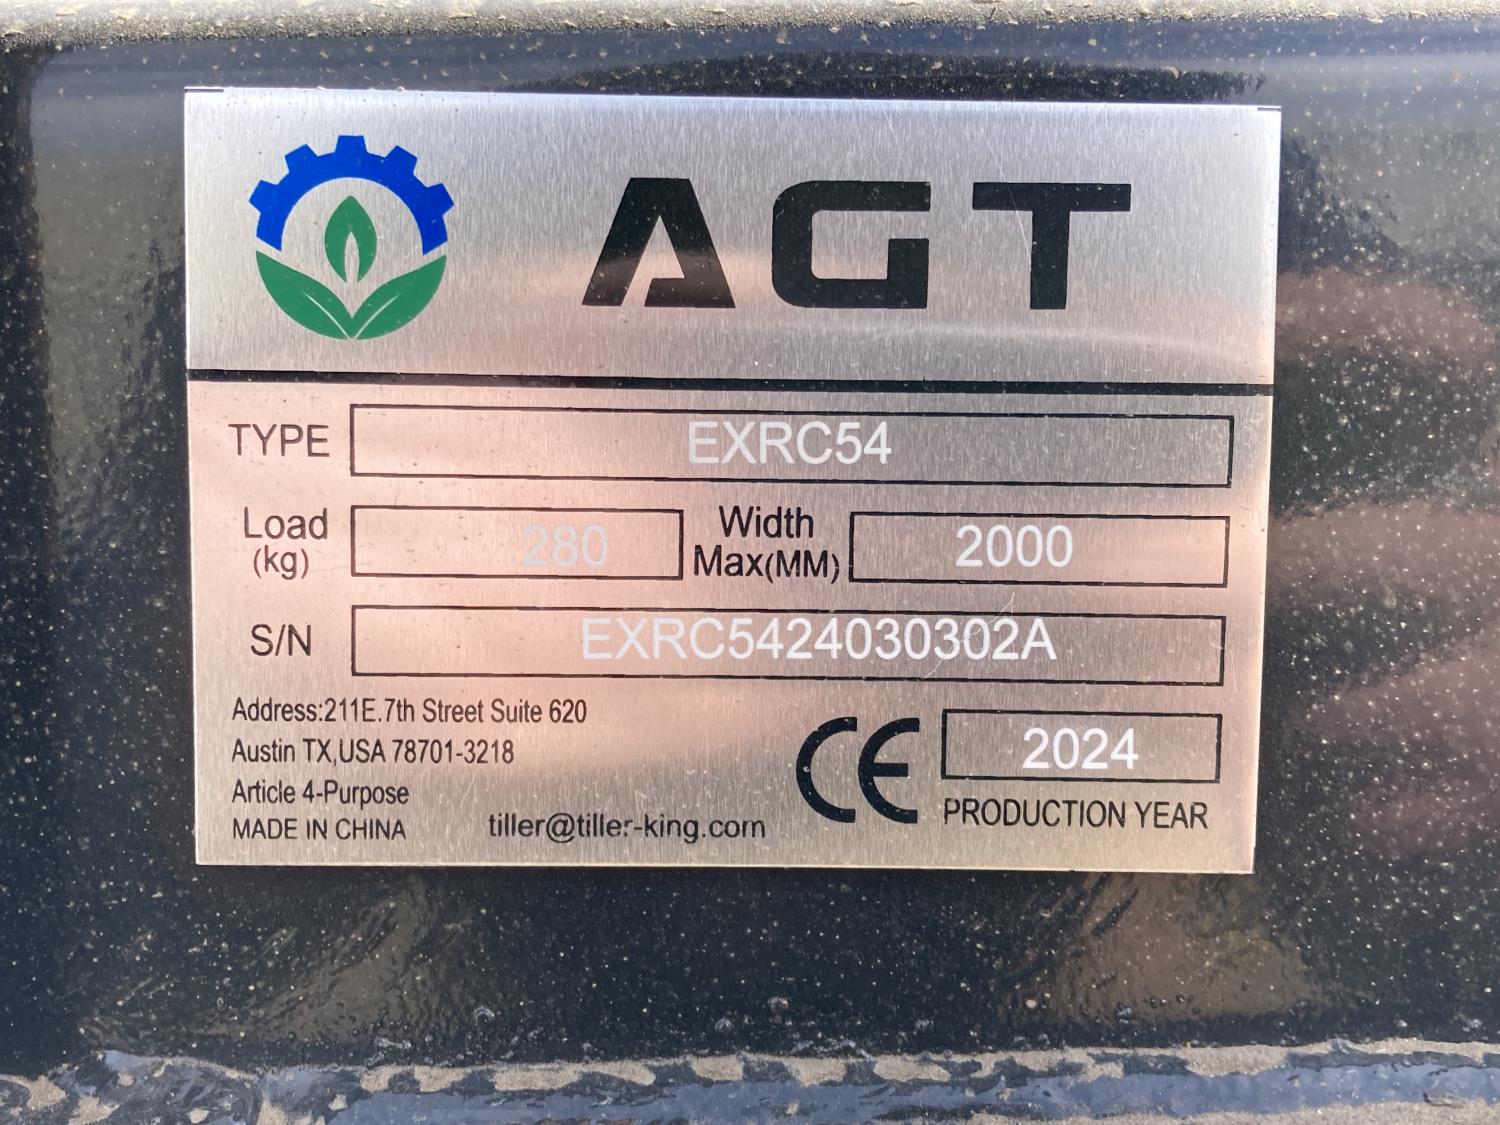 AGT
TYPE EXRC54
Load (kg) 280 Width Max(MM) 2000
S/N EXRC5424030302A
Address:211E.7th Street Suite 620
Austin TX,USA 78701-3218
Article 4-Purpose
MADE IN CHINA
tiller@tiller-king.com
CE
2024
PRODUCTION YEAR